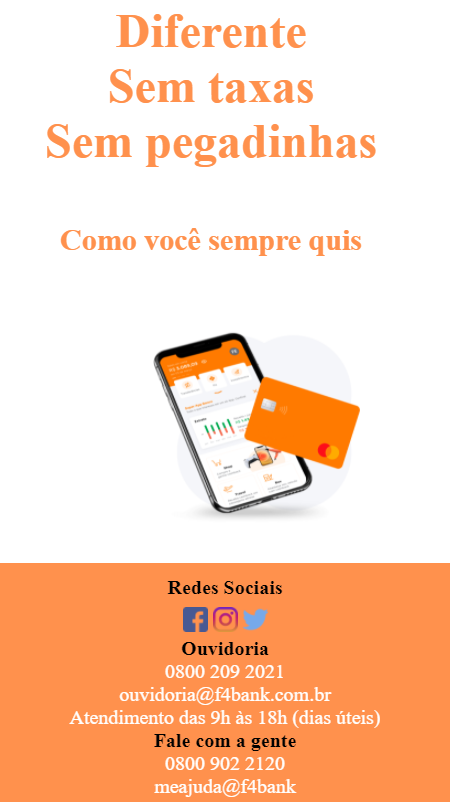 Diferente
Sem taxas
Sem pegadinhas
Como você sempre quis
Redes Sociais
Ouvidoria
0800 209 2021
ouvidoria@f4bank.com.br
Atendimento das 9h às 18h (dias úteis)
Fale com a gente
0800 902 2120
meajuda@f4bank